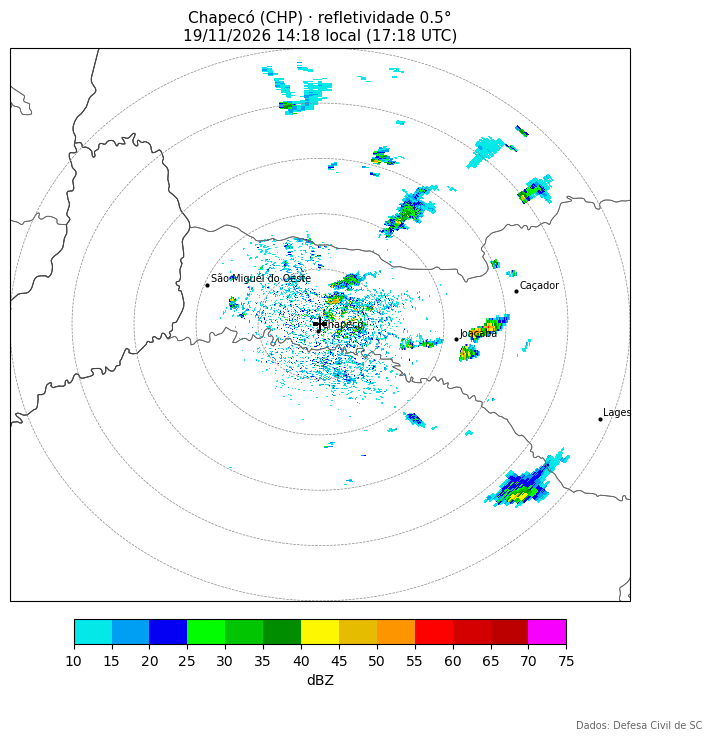 Chapecó (CHP) · refletividade 0.5°
19/11/2026 14:18 local (17:18 UTC)
São Miguel do Oeste
Caçador
Chapecó
Joaçaba
Lages
10 15 20 25 30 35 40 45 50 55 60 65 70 75
dBZ
Dados: Defesa Civil de SC